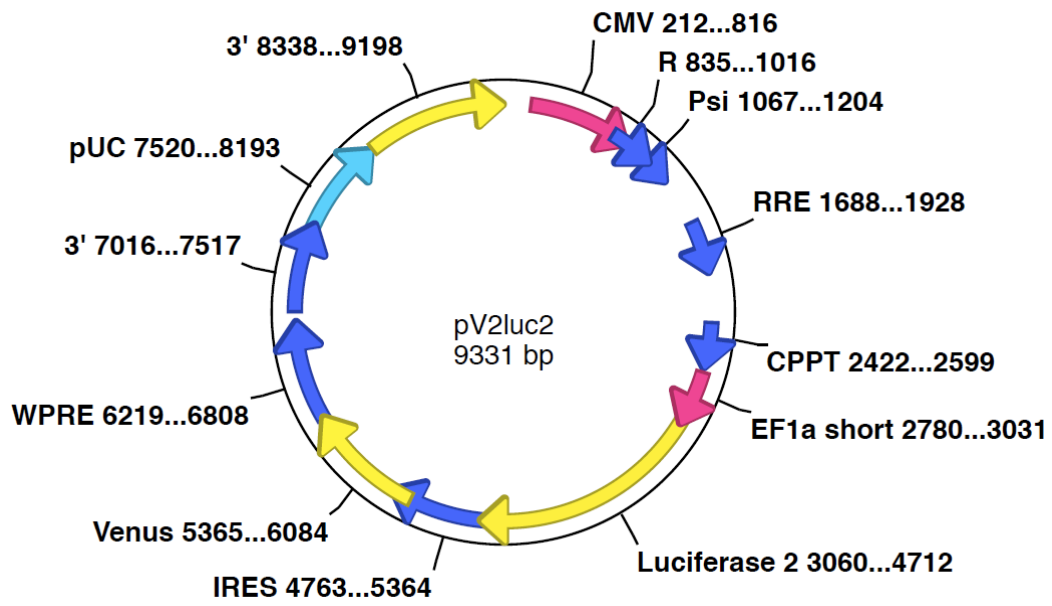 CMV 212...816
3' 8338...9198
R 835...1016
Psi 1067...1204
pUC 7520...8193
RRE 1688...1928
3' 7016...7517
pV2luc2
9331 bp
CPPT 2422...2599
WPRE 6219...6808
EF1a short 2780...3031
Venus 5365...6084
Luciferase 2 3060...4712
IRES 4763...5364